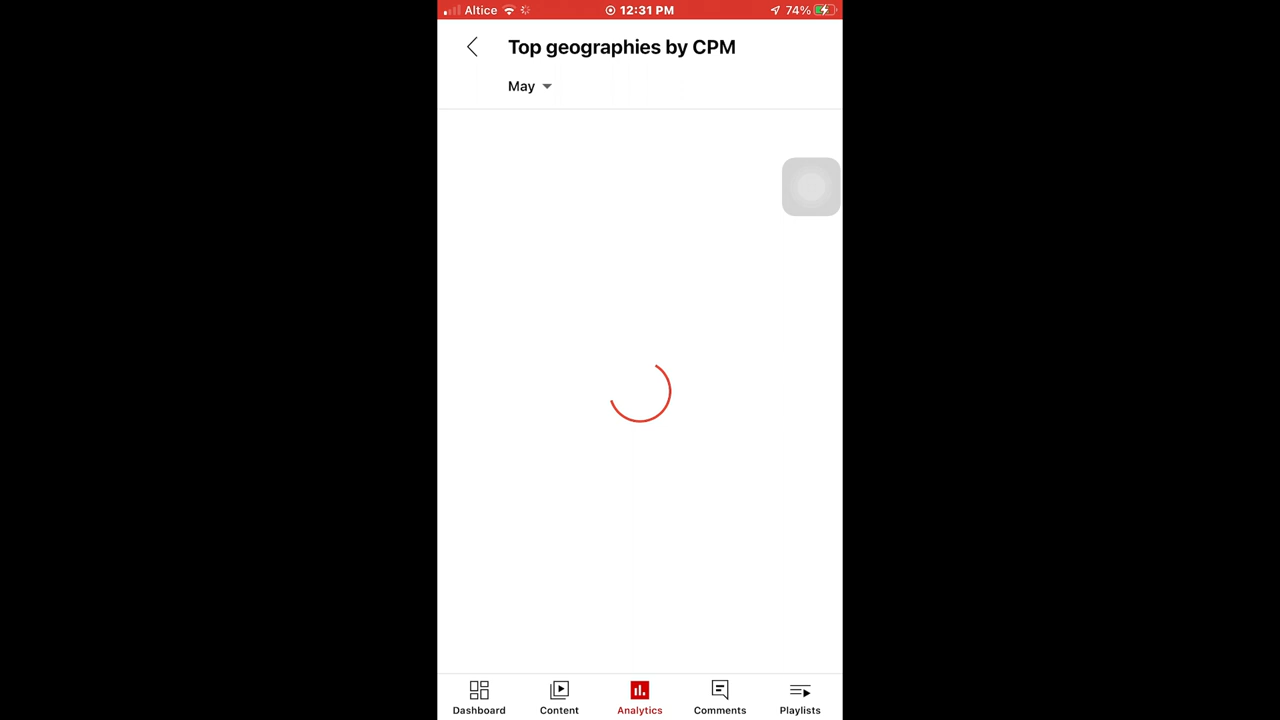 Altice 12:31 PM 74%
Top geographies by CPM
May
Dashboard Content Analytics Comments Playlists